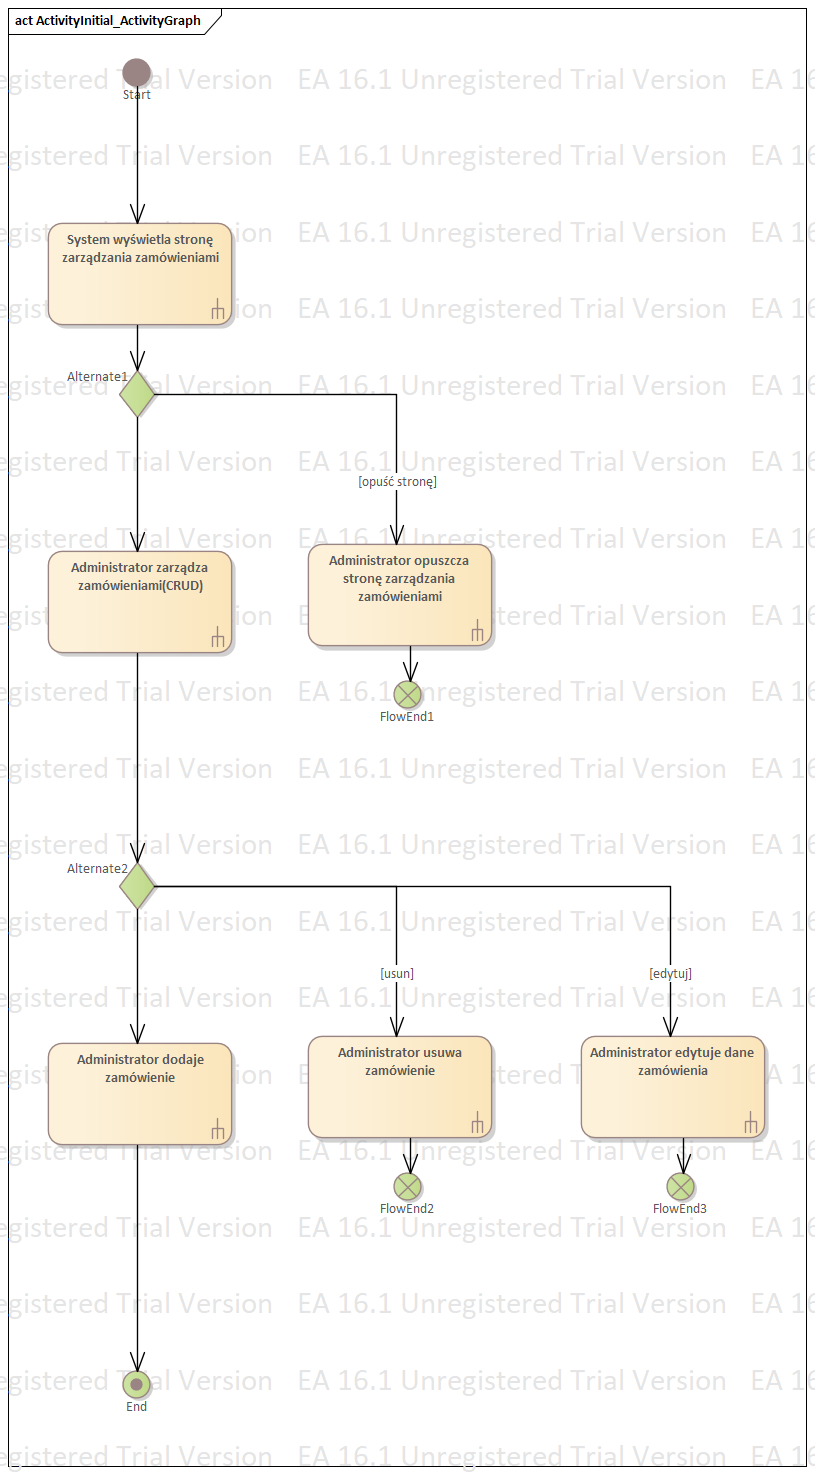 act ActivityInitial_ActivityGraph
Start
System wyświetla stronę
zarządzania zamówieniami
Alternate1
[opuść stronę]
Administrator zarządza
zamówieniami(CRUD)
Administrator opuszcza
stronę zarządzania
zamówieniami
FlowEnd1
Alternate2
[usun]
[edytuj]
Administrator dodaje
zamówienie
Administrator usuwa
zamówienie
Administrator edytuje dane
zamówienia
FlowEnd2
FlowEnd3
End
EA 16.1 Unregistered Trial Version